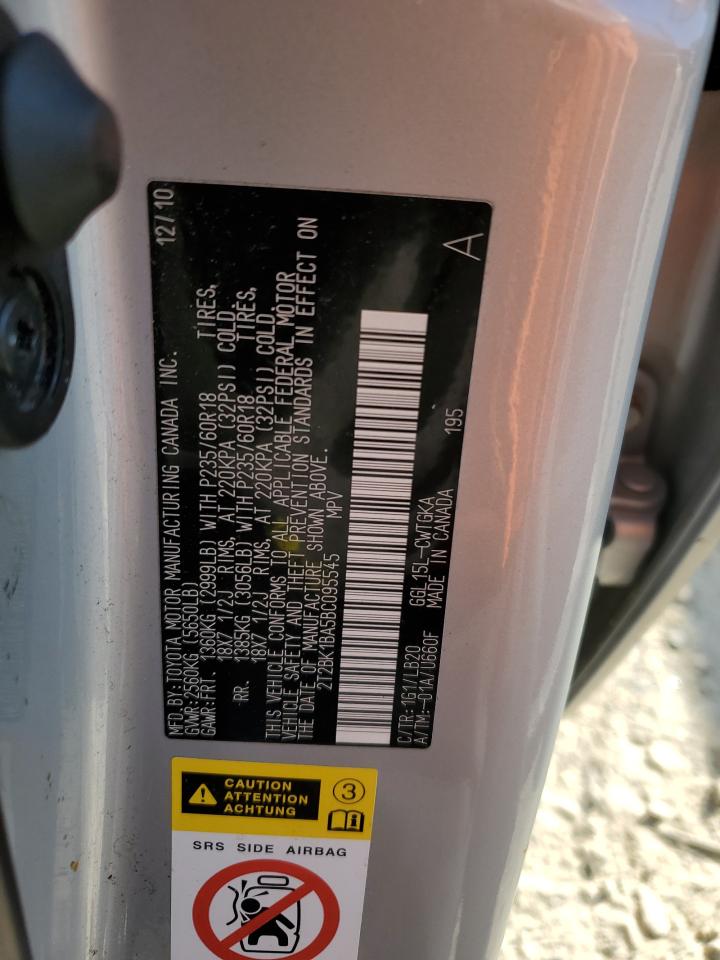 MFD BY: TOYOTA MOTOR MANUFACTURING CANADA INC. 12/10
GVWR: 2560KG (5650LB)
GAWR: FRT. 1360KG (2998LB) WITH P235/60R18 TIRES,
18X7 1/2J RIMS, AT 220KPA (32PSI) COLD.
RR. 1385KG (3056LB) WITH P235/60R18 TIRES,
18X7 1/2J RIMS, AT 220KPA (32PSI) COLD.
THIS VEHICLE CONFORMS TO ALL APPLICABLE FEDERAL MOTOR
VEHICLE SAFETY AND THEFT PREVENTION STANDARDS IN EFFECT ON
THE DATE OF MANUFACTURE SHOWN ABOVE.
2T2BK1BA5BC095545 MPV
C/TR: 1G1/LB20 GGL15L-CWTGKA 195
A/TM: -01A/U660F MADE IN CANADA
A
CAUTION
ATTENTION
ACHTUNG
3
SRS SIDE AIRBAG